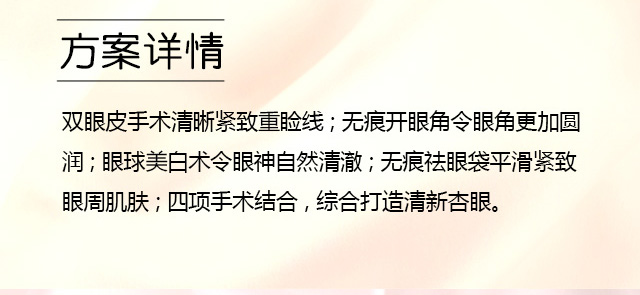 方案详情
双眼皮手术清晰紧致重睑线；无痕开眼角令眼角更加圆
润；眼球美白术令眼神自然清澈；无痕祛眼袋平滑紧致
眼周肌肤；四项手术结合，综合打造清新杏眼。